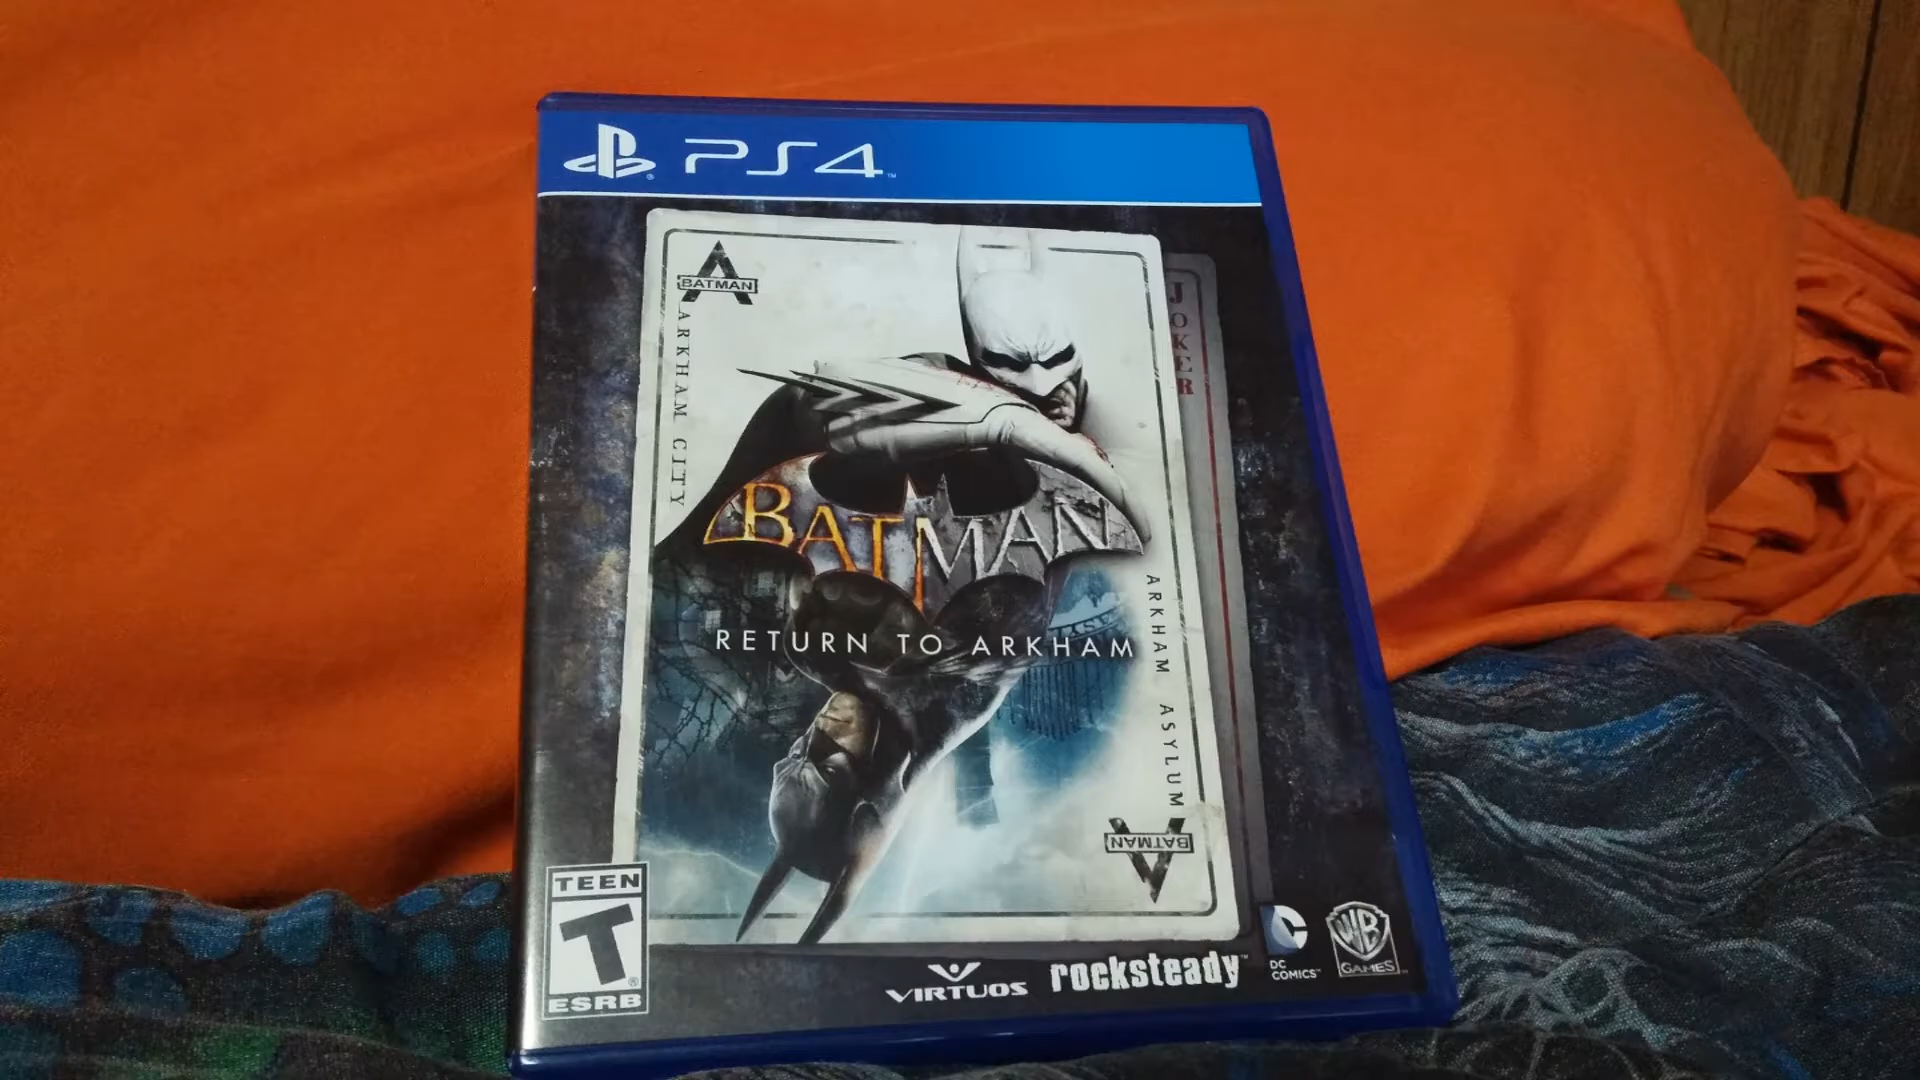 PS4
A
BATMAN
ARKHAM CITY
JOKER
BATMAN
RETURN TO ARKHAM
ARKHAM ASYLUM
A
BATMAN
TEEN
T
ESRB
VIRTUOS
rocksteady
DC
COMICS
WB
GAMES